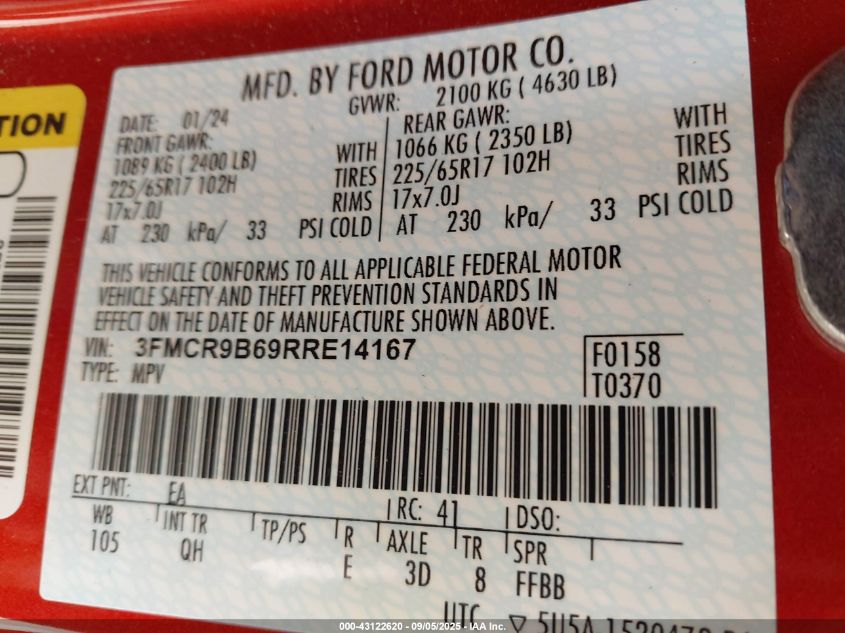 TION
MFD. BY FORD MOTOR CO.
DATE: 01/24 GVWR: 2100 KG ( 4630 LB)
FRONT GAWR: REAR GAWR:
1089 KG ( 2400 LB) WITH 1066 KG ( 2350 LB) WITH
225/65R17 102H TIRES 225/65R17 102H TIRES
17x7.0J RIMS 17x7.0J RIMS
AT 230 kPa/ 33 PSI COLD AT 230 kPa/ 33 PSI COLD
THIS VEHICLE CONFORMS TO ALL APPLICABLE FEDERAL MOTOR
VEHICLE SAFETY AND THEFT PREVENTION STANDARDS IN
EFFECT ON THE DATE OF MANUFACTURE SHOWN ABOVE.
VIN: 3FMCR9B69RRE14167 F0158
TYPE: MPV T0370
EXT PNT: EA RC: 41 DSO:
WB INT TR TP/PS R AXLE TR SPR
105 QH E 3D 8 FFBB
UTC ▽ 5U5A
000-43122620 - 09/05/2025 - IAA Inc.